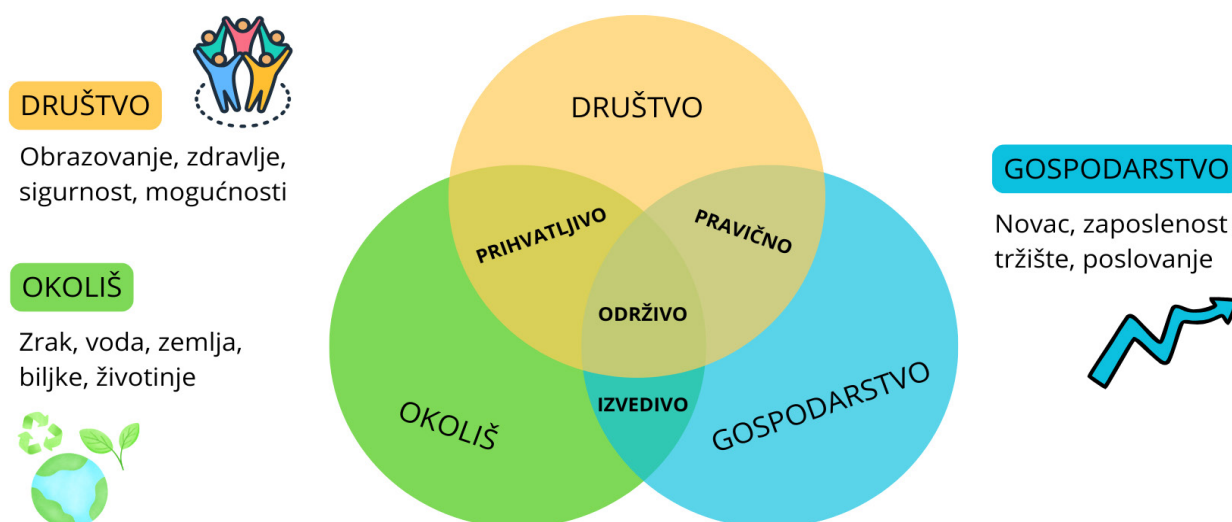 DRUŠTVO
Obrazovanje, zdravlje,
sigurnost, mogućnosti
OKOLIŠ
Zrak, voda, zemlja,
biljke, životinje
DRUŠTVO
PRIHVATLJIVO
PRAVIČNO
ODRŽIVO
IZVEDIVO
OKOLIŠ
GOSPODARSTVO
GOSPODARSTVO
Novac, zaposlenost
tržište, poslovanje